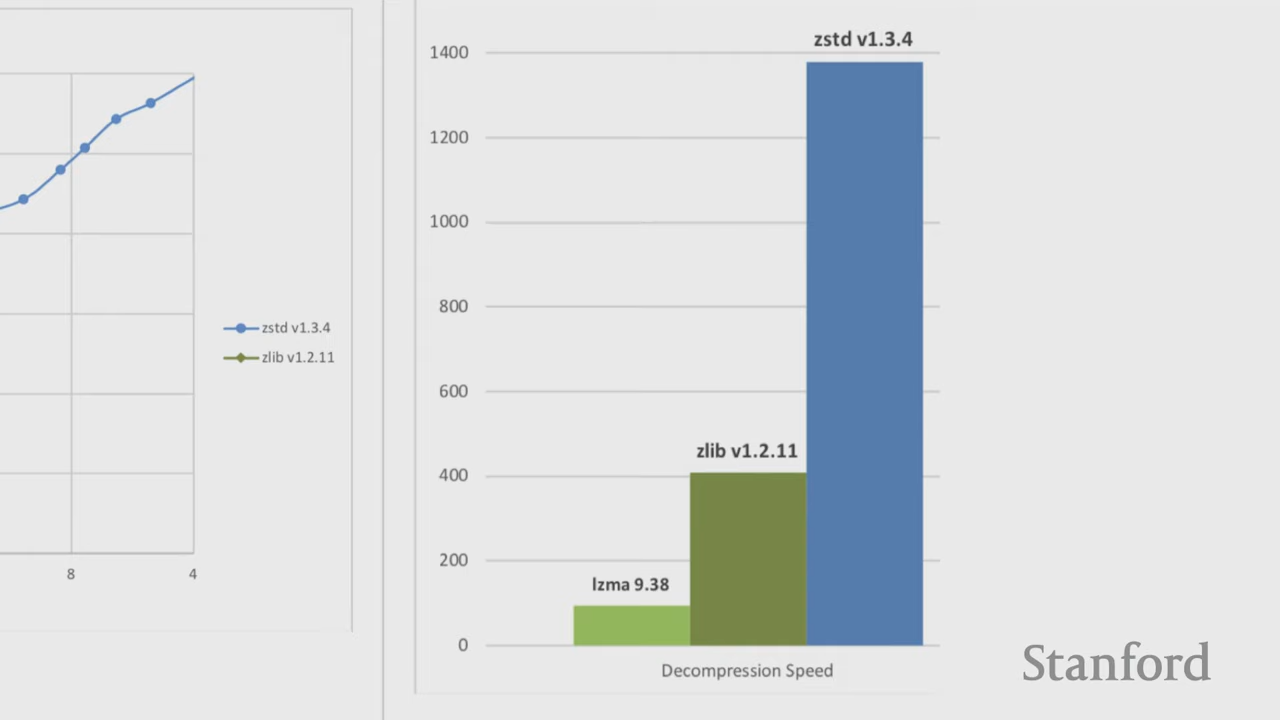 zstd v1.3.4
zlib v1.2.11
8
4
1400
1200
1000
800
600
400
200
0
zstd v1.3.4
zlib v1.2.11
lzma 9.38
Decompression Speed
Stanford